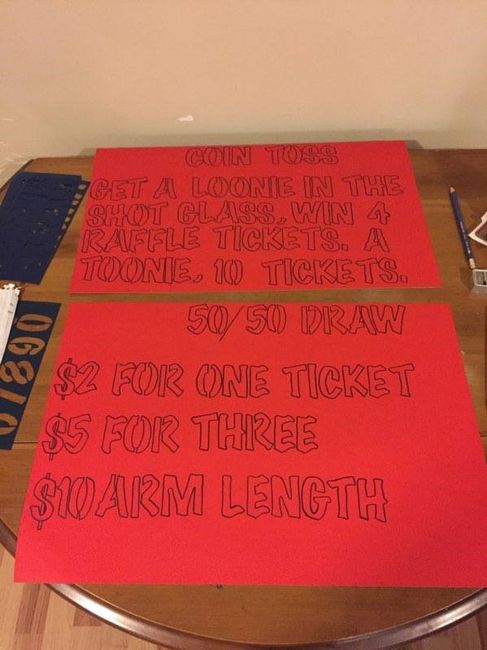 COIN TOSS
GET A LOONIE IN THE
SHOT GLASS, WIN 4
RAFFLE TICKETS. A
TOONIE, 10 TICKETS.
50/50 DRAW
$2 FOR ONE TICKET
$5 FOR THREE
$10 ARM LENGTH